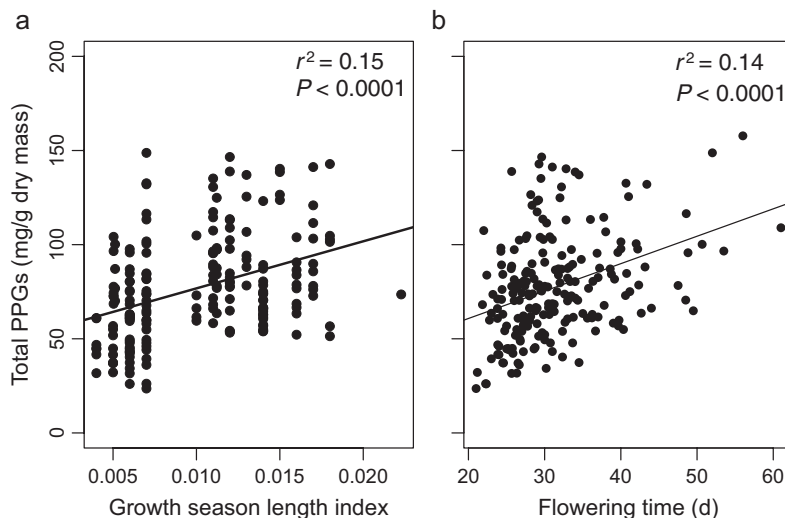 a
r² = 0.15
P < 0.0001
Total PPGs (mg/g dry mass)
200
150
100
50
0
0.005 0.010 0.015 0.020
Growth season length index
b
r² = 0.14
P < 0.0001
20 30 40 50 60
Flowering time (d)